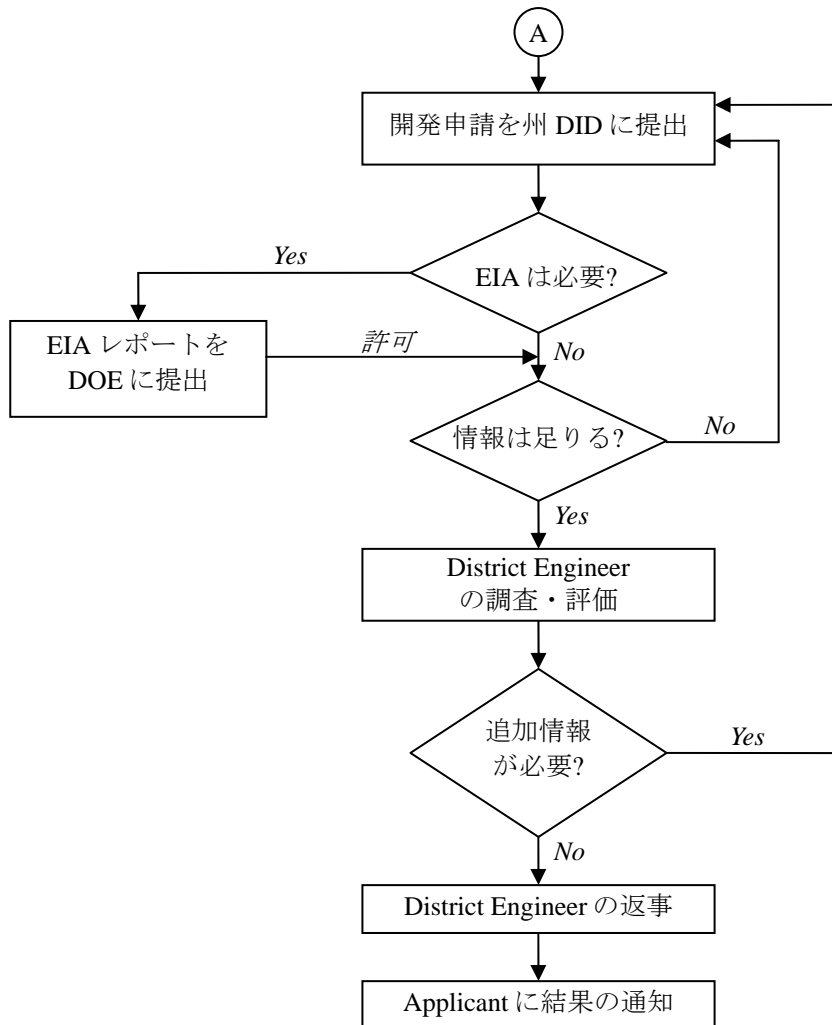 A
開発申請を州 DID に提出
Yes
EIA は必要?
EIA レポートを
DOE に提出
許可
No
情報は足りる?
No
Yes
District Engineer
の調査・評価
追加情報
が必要?
Yes
No
District Engineer の返事
Applicant に結果の通知